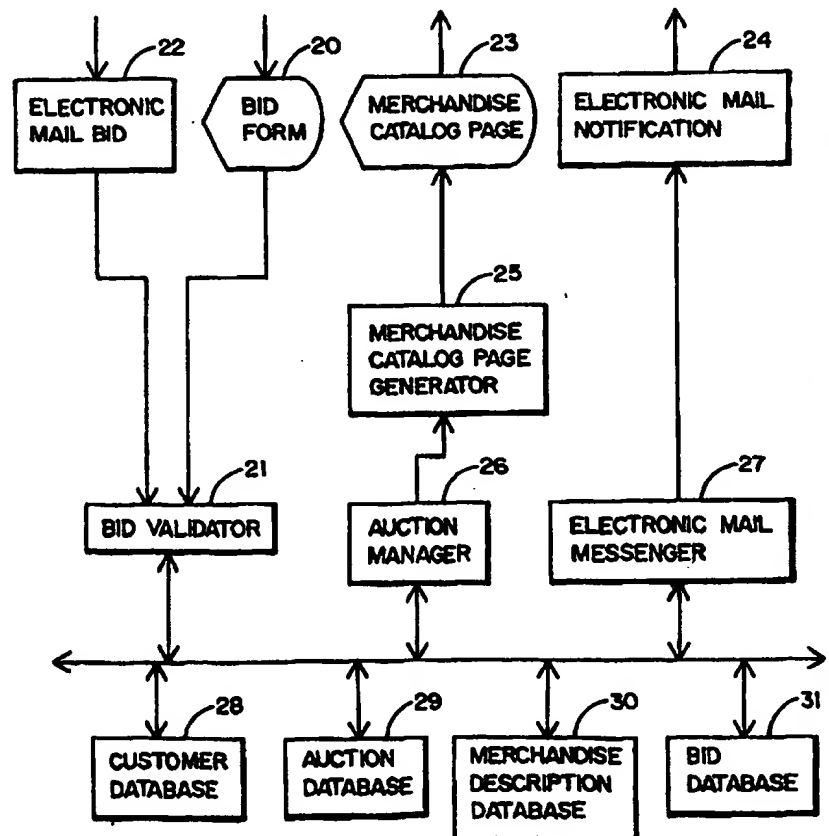 22
20
23
24
ELECTRONIC
MAIL BID
BID
FORM
MERCHANDISE
CATALOG PAGE
ELECTRONIC MAIL
NOTIFICATION
25
MERCHANDISE
CATALOG PAGE
GENERATOR
21
26
27
BID VALIDATOR
AUCTION
MANAGER
ELECTRONIC MAIL
MESSENGER
28
29
30
31
CUSTOMER
DATABASE
AUCTION
DATABASE
MERCHANDISE
DESCRIPTION
DATABASE
BID
DATABASE